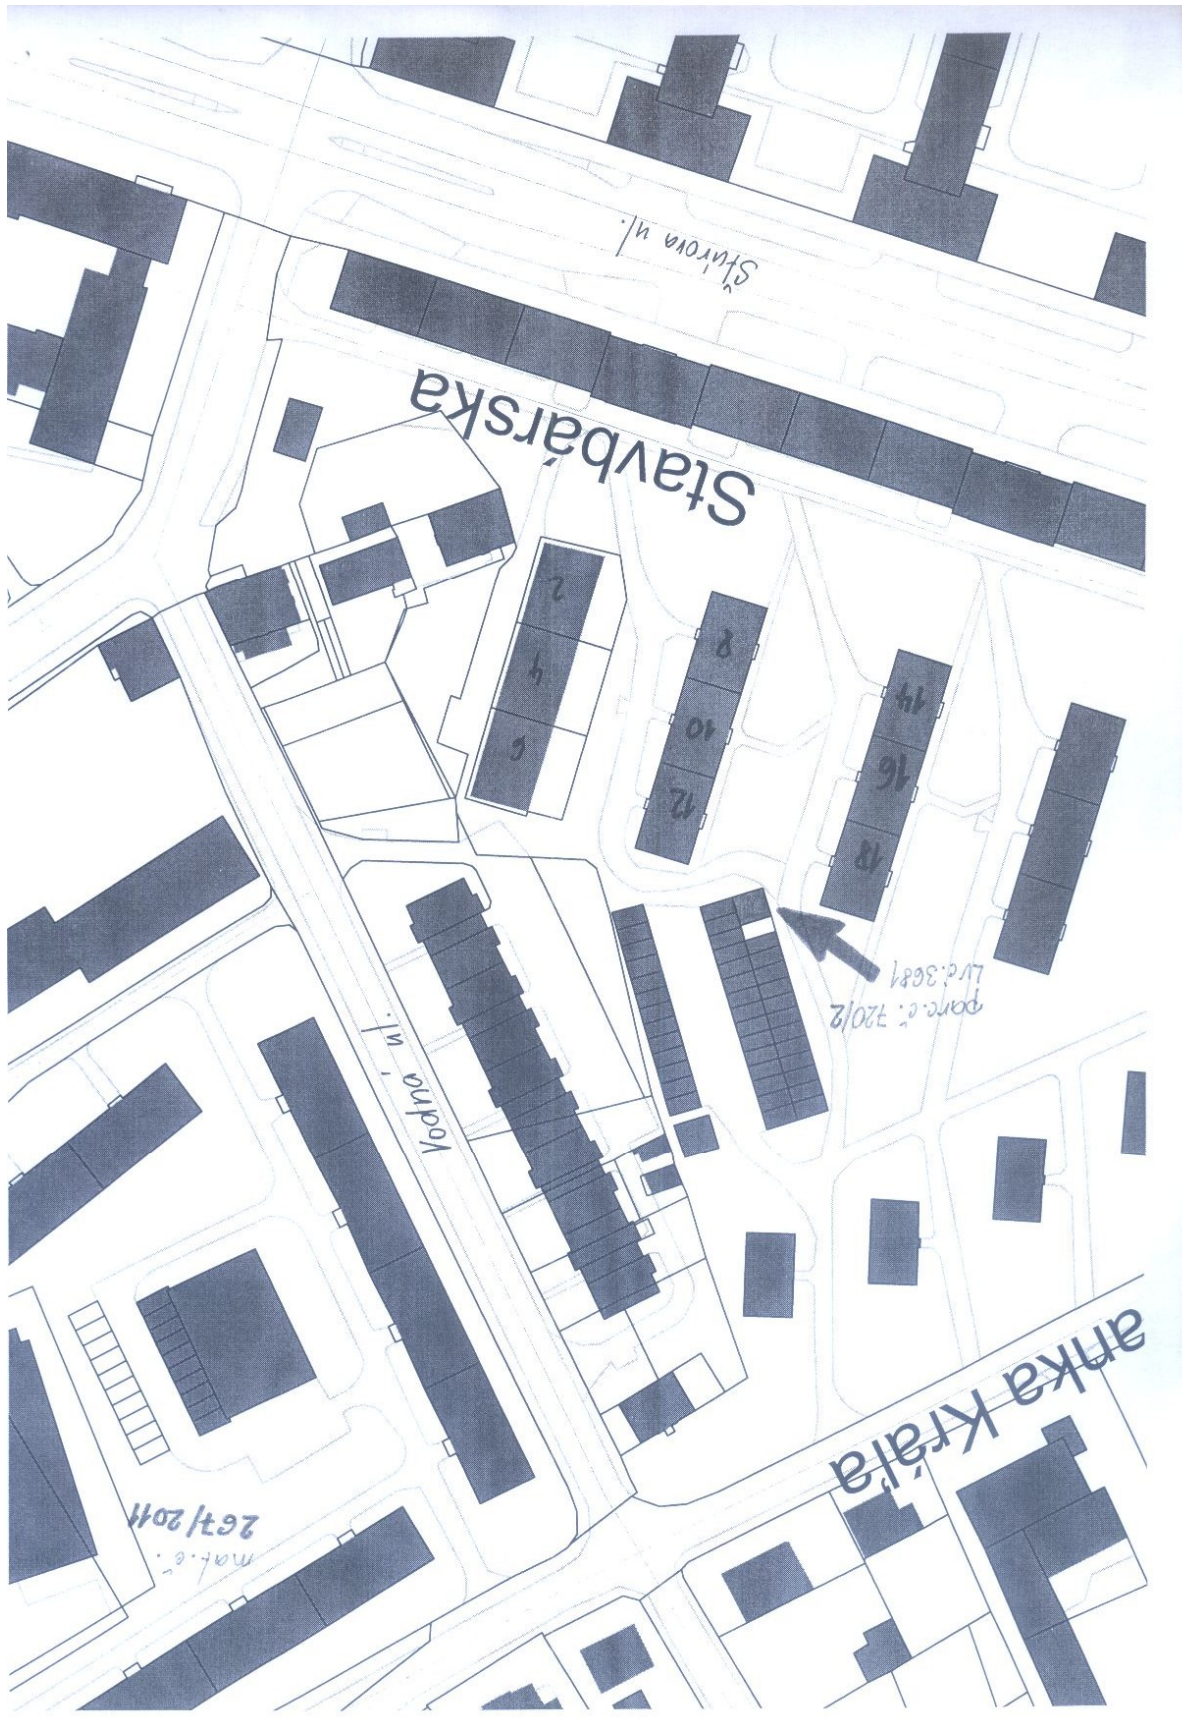 mat.č.:
267/2011
anka Kráľa
Vodná ul.
parc.č. 720/2
LV č. 3681
18
16
14
12
10
8
6
4
2
Stavbárska
Štúrova ul.